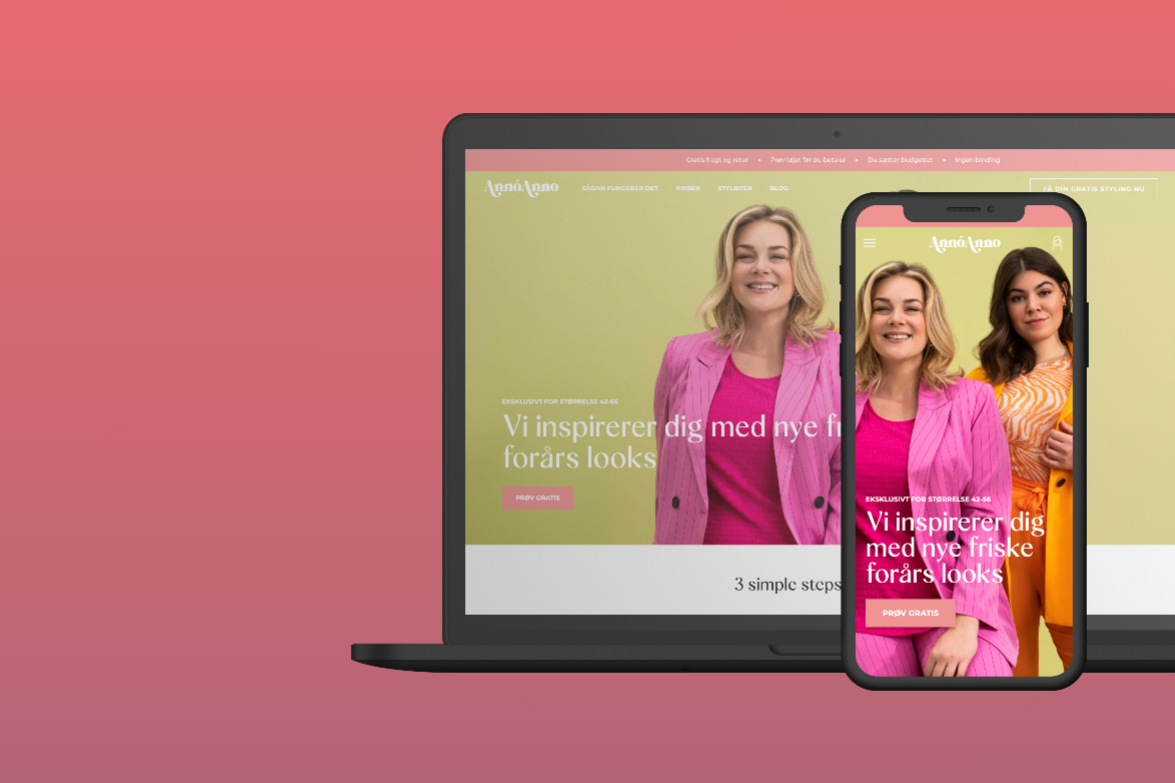 Gratis fragt og retur • Prøv tøjet før du betaler • Du sætter budgettet • Ingen binding
AnnóAnno SÅDAN FUNGERER DET PRISER STYLISTER BLOG FÅ DIN GRATIS STYLING NU
EKSKLUSIVT FOR STØRRELSE 42-56
Vi inspirerer dig med nye fr
forårs looks
PRØV GRATIS
3 simple steps
AnnóAnno
EKSKLUSIVT FOR STØRRELSE 42-56
Vi inspirerer dig
med nye friske
forårs looks
PRØV GRATIS